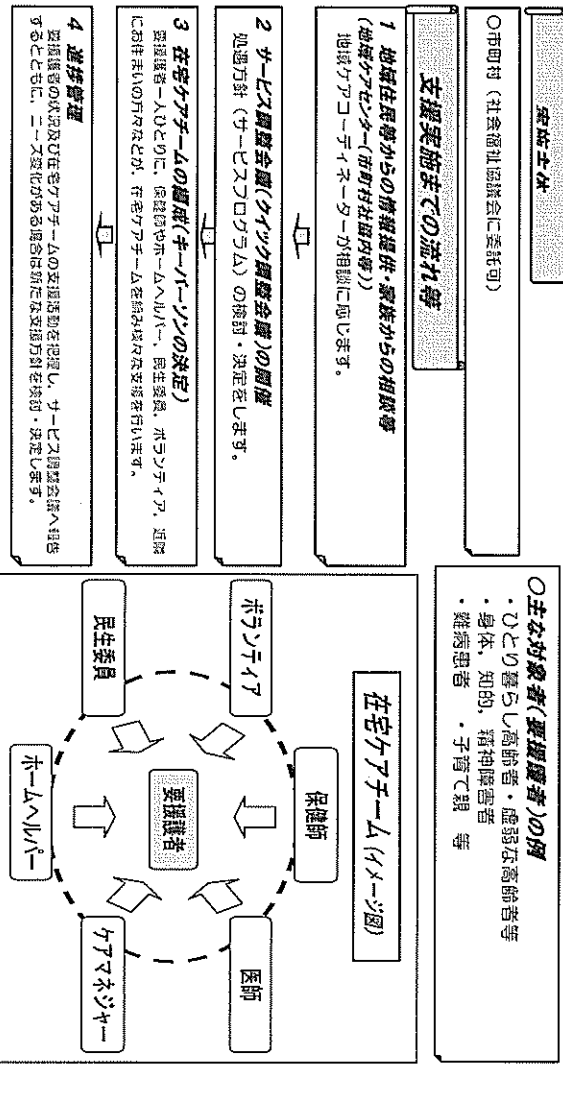 実施主体
○市町村（社会福祉協議会に委託可）
支援実施までの流れ等
1 地域住民等からの情報提供・家族からの相談等
（地域ケアセンター（市町村社協内等））
地域ケアコーディネーターが相談に応じます。
2 サービス調整会議（クイック調整会議）の開催
処遇方針（サービスプログラム）の検討・決定をします。
3 在宅ケアチームの編成（キーパーソンの決定）
要援護者一人ひとりに、保健師やホームヘルパー、民生委員、ボランティア、近隣
にお住まいの方々などが、在宅ケアチームを組み様々な支援を行います。
4 進捗管理
要援護者の状況及び在宅ケアチームの支援活動を把握し、サービス調整会議へ報告
するとともに、ニーズ変化がある場合は新たな支援方針を検討・決定します。
○主な対象者（要援護者）の例
・ひとり暮らし高齢者・虚弱な高齢者等
・身体、知的、精神障害者
・難病患者 ・子育て親 等
在宅ケアチーム（イメージ図）
保健師
ボランティア
医師
要援護者
民生委員
ケアマネジャー
ホームヘルパー